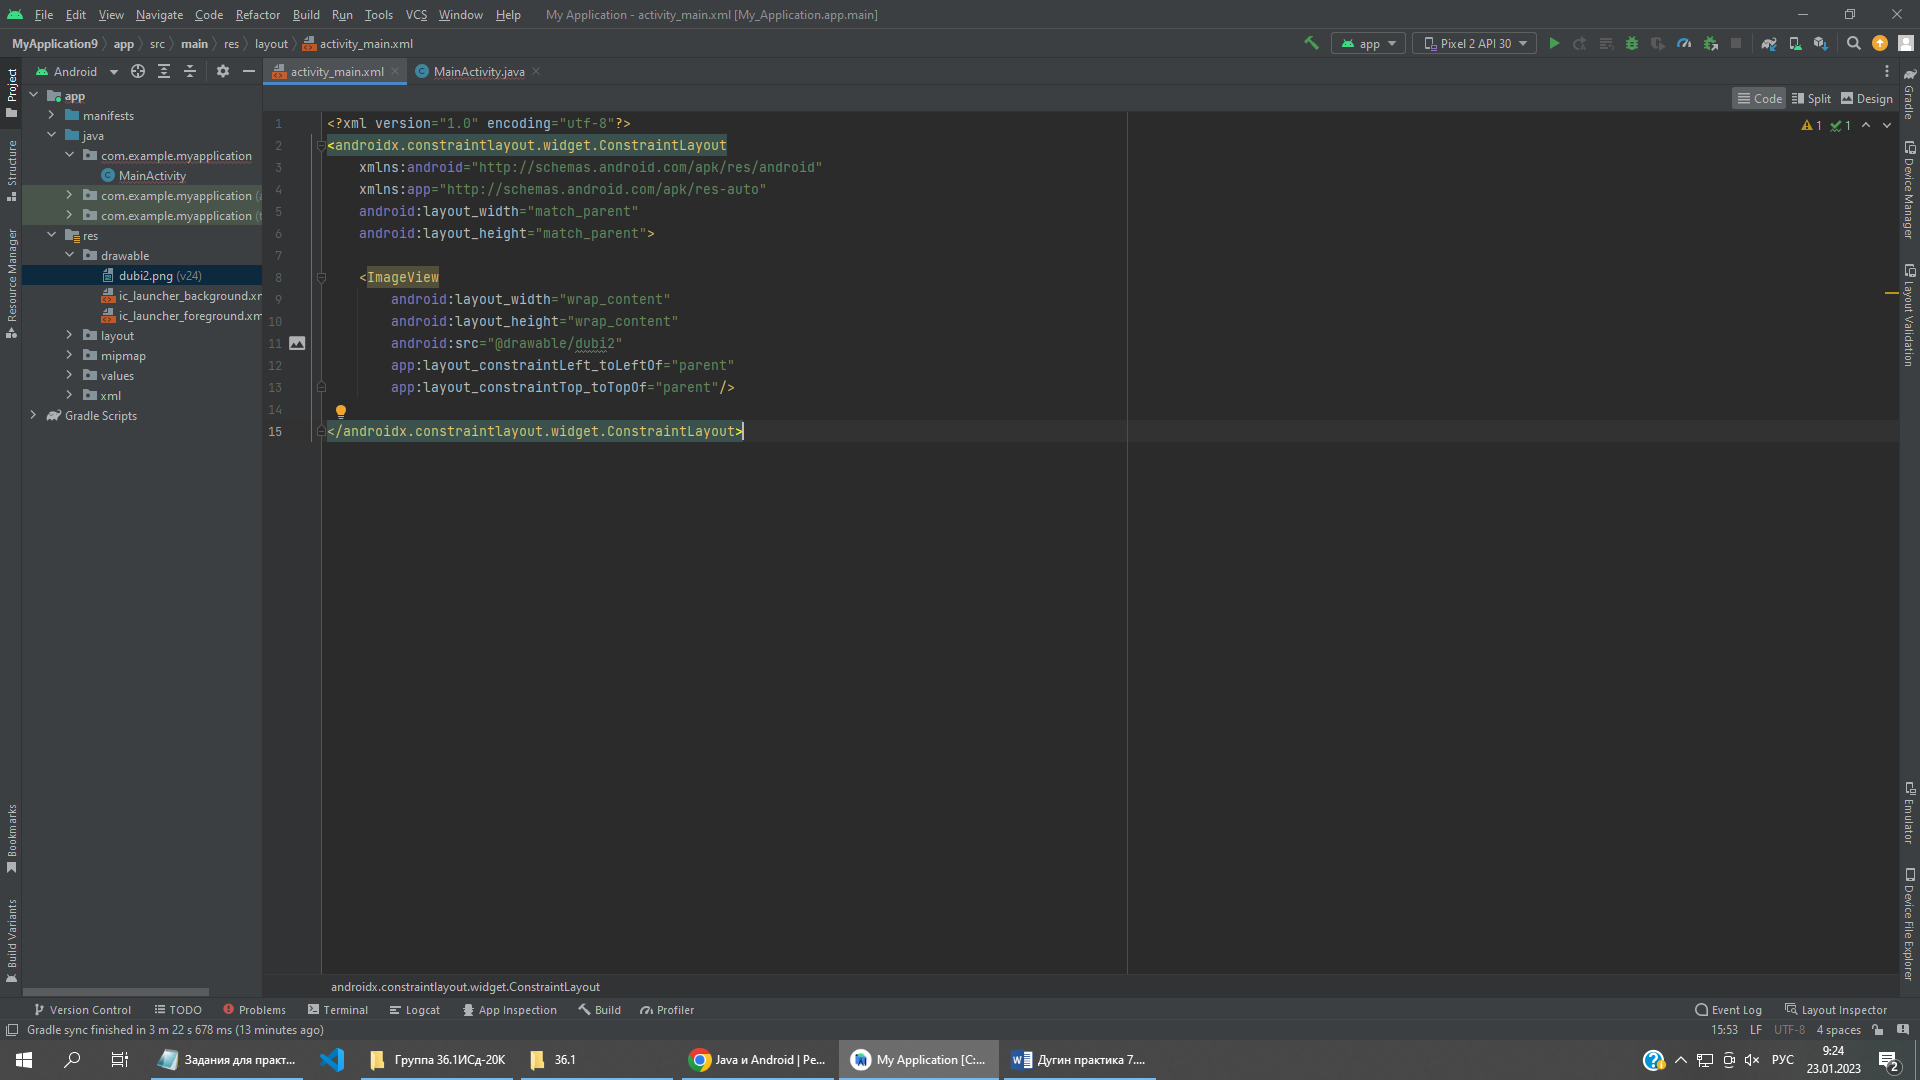 File Edit View Navigate Code Refactor Build Run Tools VCS Window Help My Application - activity_main.xml [My_Application.app.main]
MyApplication9 app src main res layout activity_main.xml
app Pixel 2 API 30
Android
activity_main.xml MainActivity.java
Code Split Design
1 1
Project
Structure
Resource Manager
Bookmarks
Build Variants
app
manifests
java
com.example.myapplication
MainActivity
com.example.myapplication
com.example.myapplication
res
drawable
dubi2.png (v24)
ic_launcher_background.xm
ic_launcher_foreground.xm
layout
mipmap
values
xml
Gradle Scripts
1 <?xml version="1.0" encoding="utf-8"?>
2 <androidx.constraintlayout.widget.ConstraintLayout
3 xmlns:android="http://schemas.android.com/apk/res/android"
4 xmlns:app="http://schemas.android.com/apk/res-auto"
5 android:layout_width="match_parent"
6 android:layout_height="match_parent">
7
8 <ImageView
9 android:layout_width="wrap_content"
10 android:layout_height="wrap_content"
11 android:src="@drawable/dubi2"
12 app:layout_constraintLeft_toLeftOf="parent"
13 app:layout_constraintTop_toTopOf="parent"/>
14
15 </androidx.constraintlayout.widget.ConstraintLayout>
Gradle
Device Manager
Layout Validation
Emulator
Device File Explorer
androidx.constraintlayout.widget.ConstraintLayout
Version Control TODO Problems Terminal Logcat App Inspection Build Profiler Event Log Layout Inspector
Gradle sync finished in 3 m 22 s 678 ms (13 minutes ago) 15:53 LF UTF-8 4 spaces
Задания для практ... Группа 36.1ИСд-20К 36.1 Java и Android | Ре... My Application [C:... Дугин практика 7.... РУС 9:24
23.01.2023 2